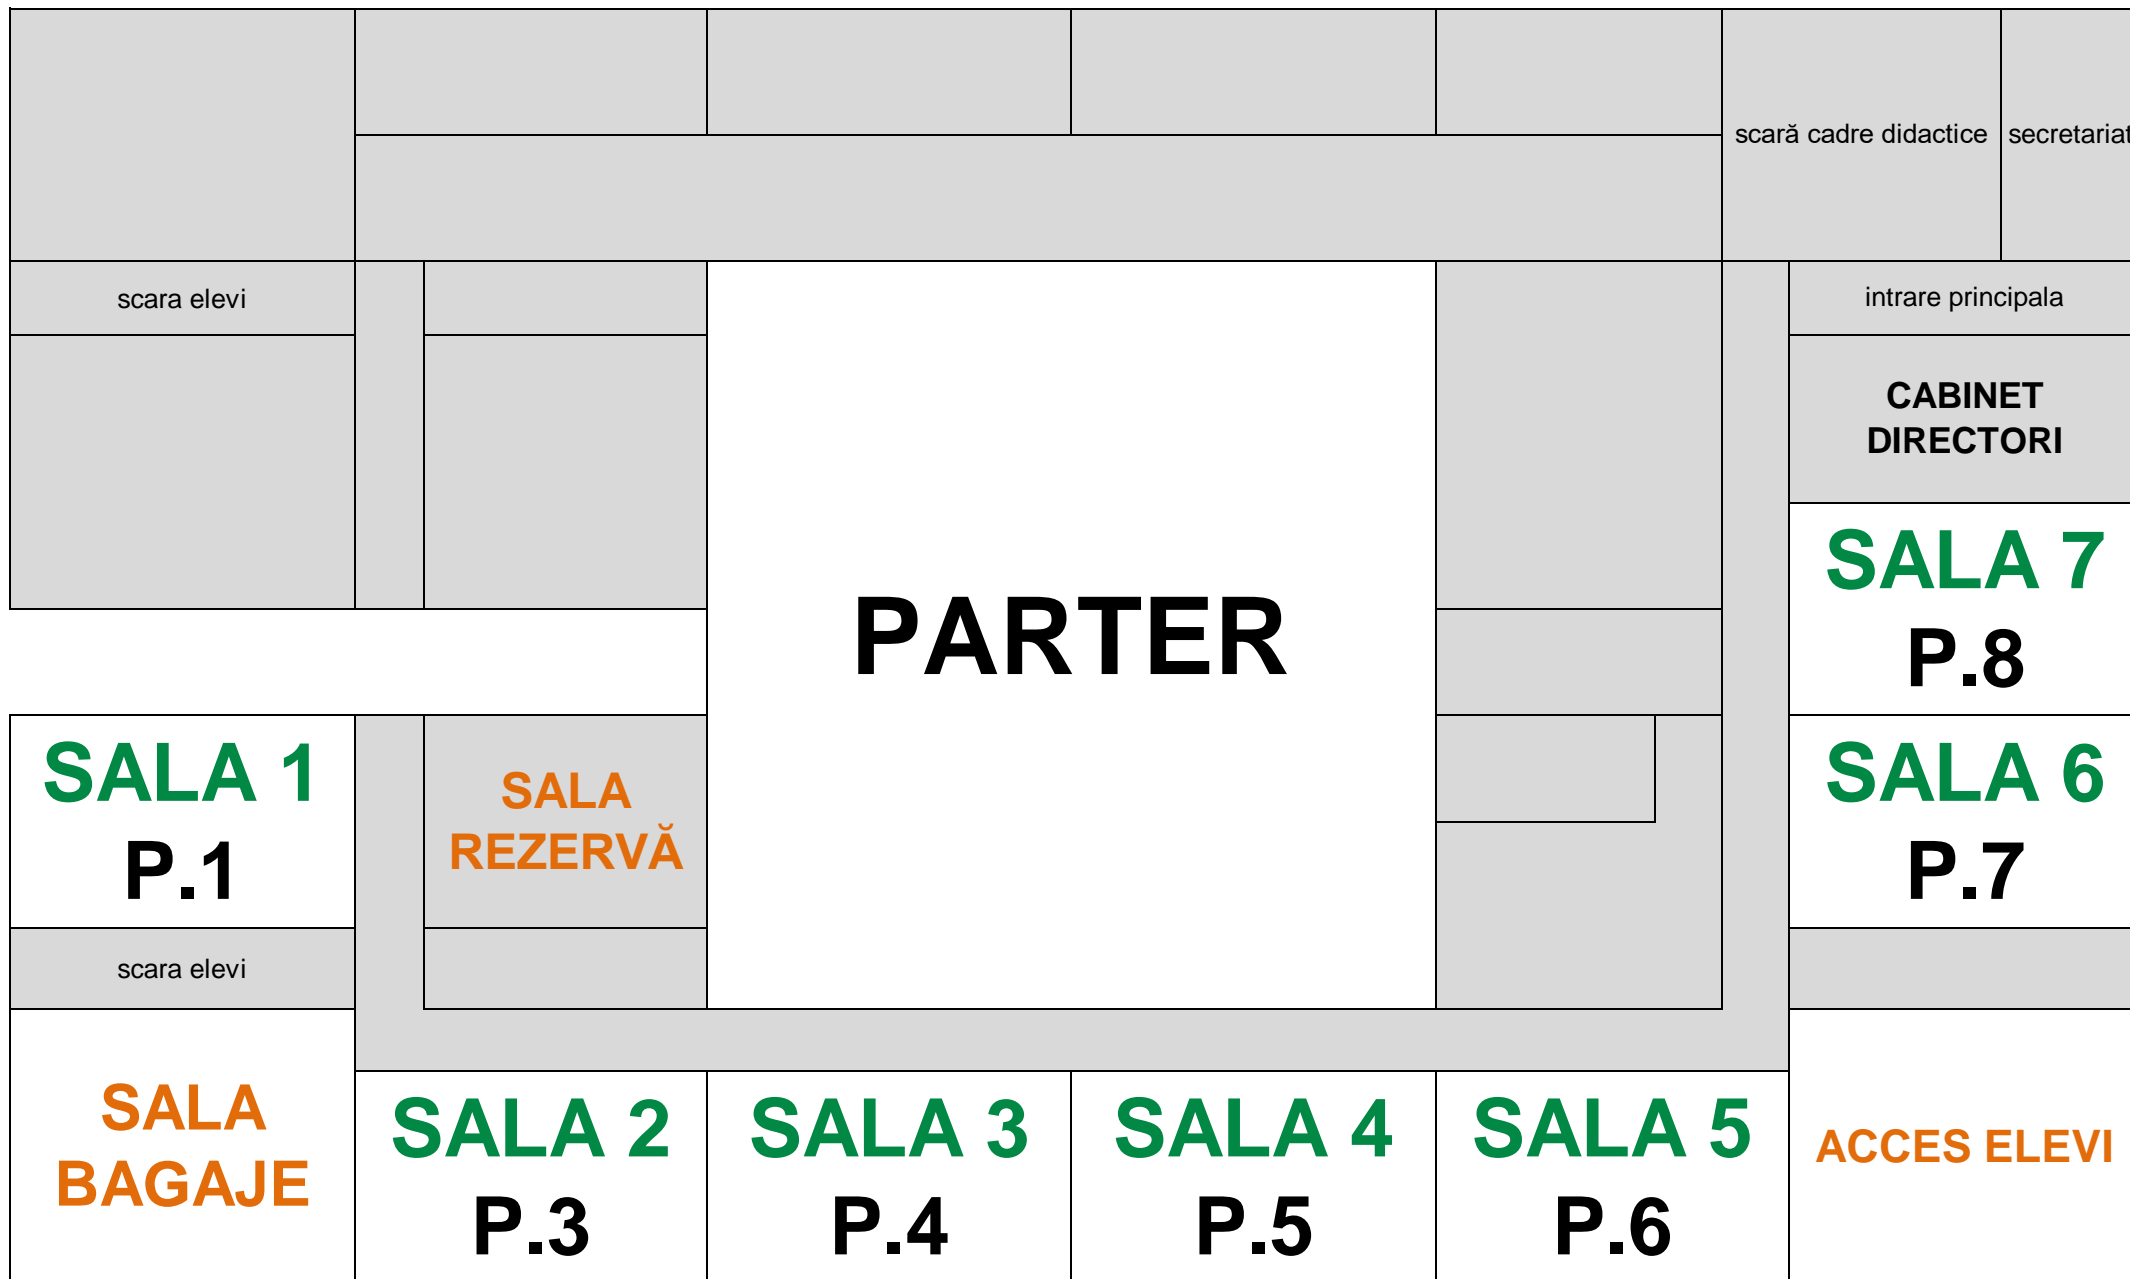 scară cadre didactice
secretariat
scara elevi
intrare principala
CABINET
DIRECTORI
SALA 7
P.8
PARTER
SALA 1
P.1
SALA
REZERVĂ
SALA 6
P.7
scara elevi
SALA
BAGAJE
SALA 2
P.3
SALA 3
P.4
SALA 4
P.5
SALA 5
P.6
ACCES ELEVI